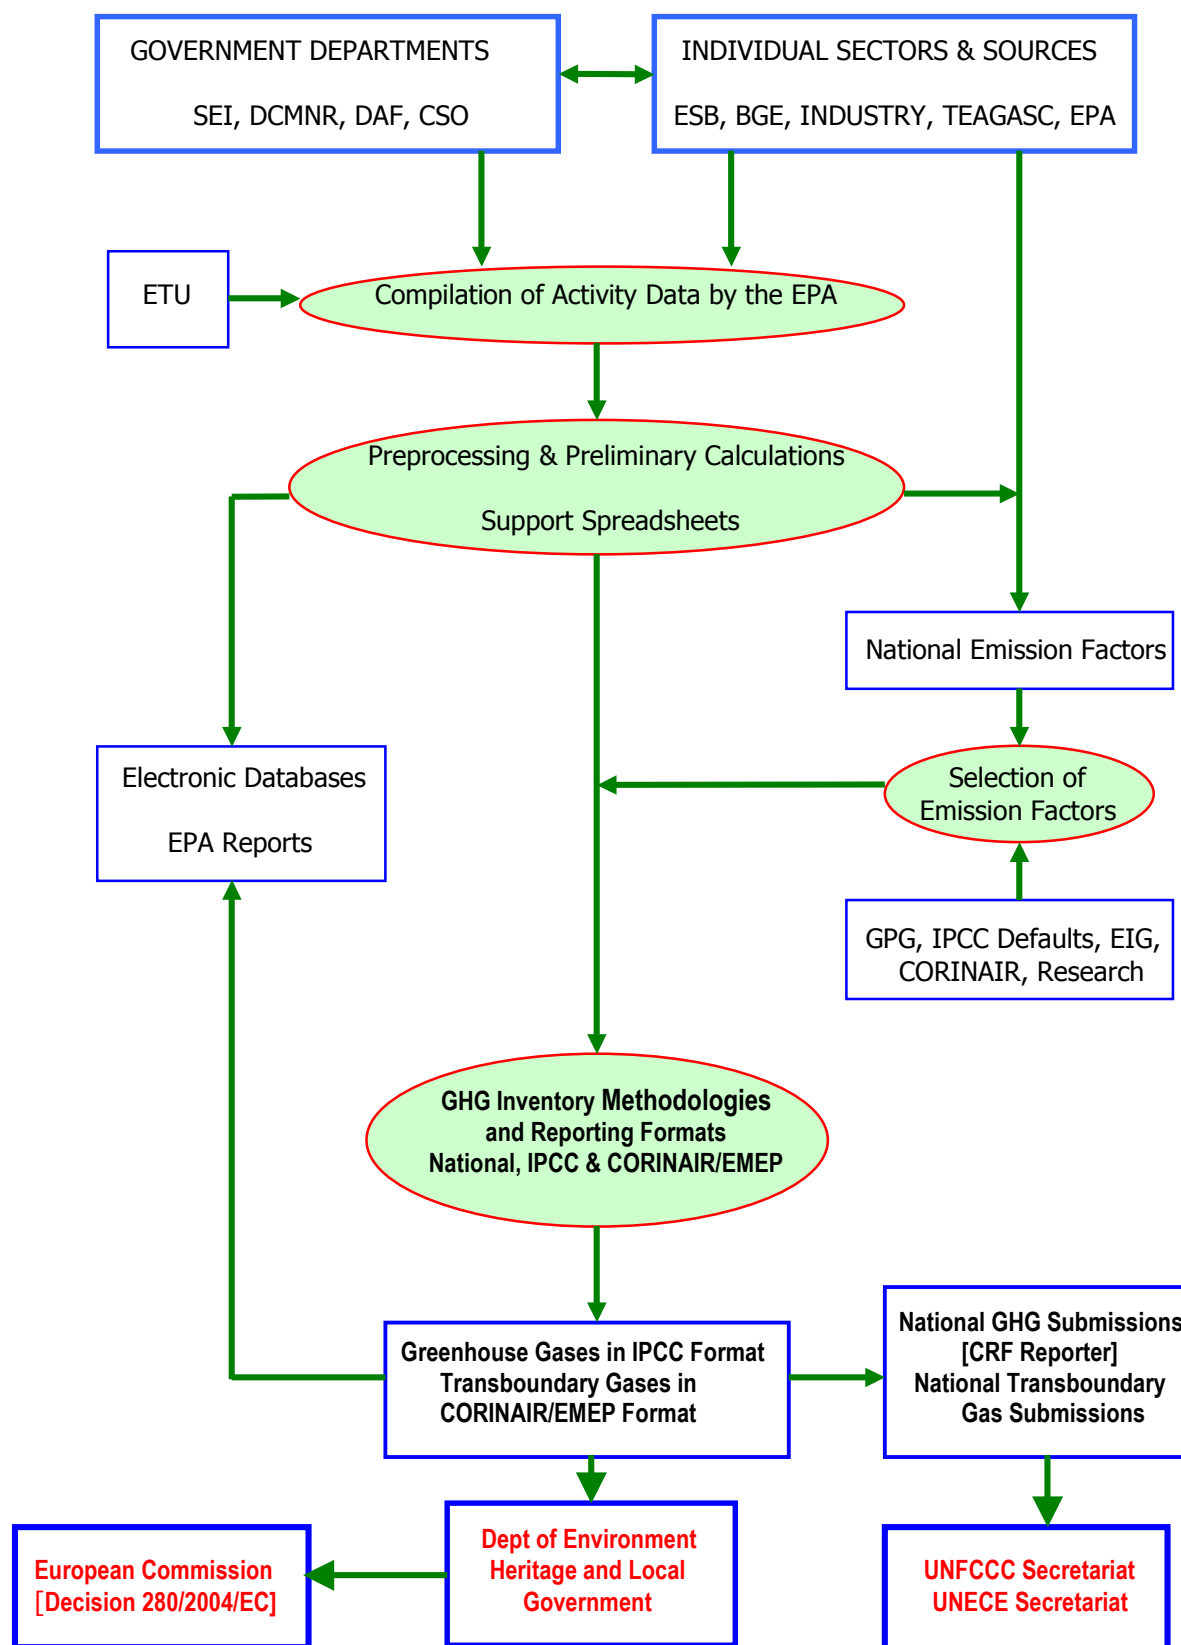 GOVERNMENT DEPARTMENTS
SEI, DCMNR, DAF, CSO
INDIVIDUAL SECTORS & SOURCES
ESB, BGE, INDUSTRY, TEAGASC, EPA
ETU
Compilation of Activity Data by the EPA
Preprocessing & Preliminary Calculations
Support Spreadsheets
National Emission Factors
Electronic Databases
EPA Reports
Selection of
Emission Factors
GPG, IPCC Defaults, EIG,
CORINAIR, Research
GHG Inventory Methodologies
and Reporting Formats
National, IPCC & CORINAIR/EMEP
Greenhouse Gases in IPCC Format
Transboundary Gases in
CORINAIR/EMEP Format
National GHG Submissions
[CRF Reporter]
National Transboundary
Gas Submissions
European Commission
[Decision 280/2004/EC]
Dept of Environment
Heritage and Local
Government
UNFCCC Secretariat
UNECE Secretariat